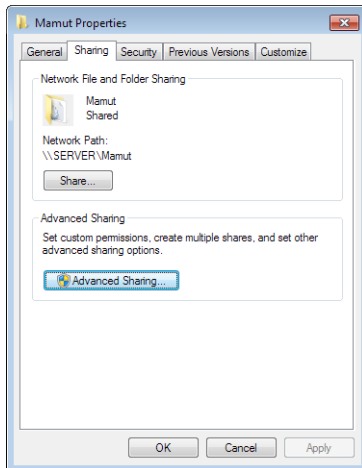 Mamut Properties
General Sharing Security Previous Versions Customize
Network File and Folder Sharing
Mamut
Shared
Network Path:
\\SERVER\Mamut
Share...
Advanced Sharing
Set custom permissions, create multiple shares, and set other
advanced sharing options.
Advanced Sharing...
OK Cancel Apply